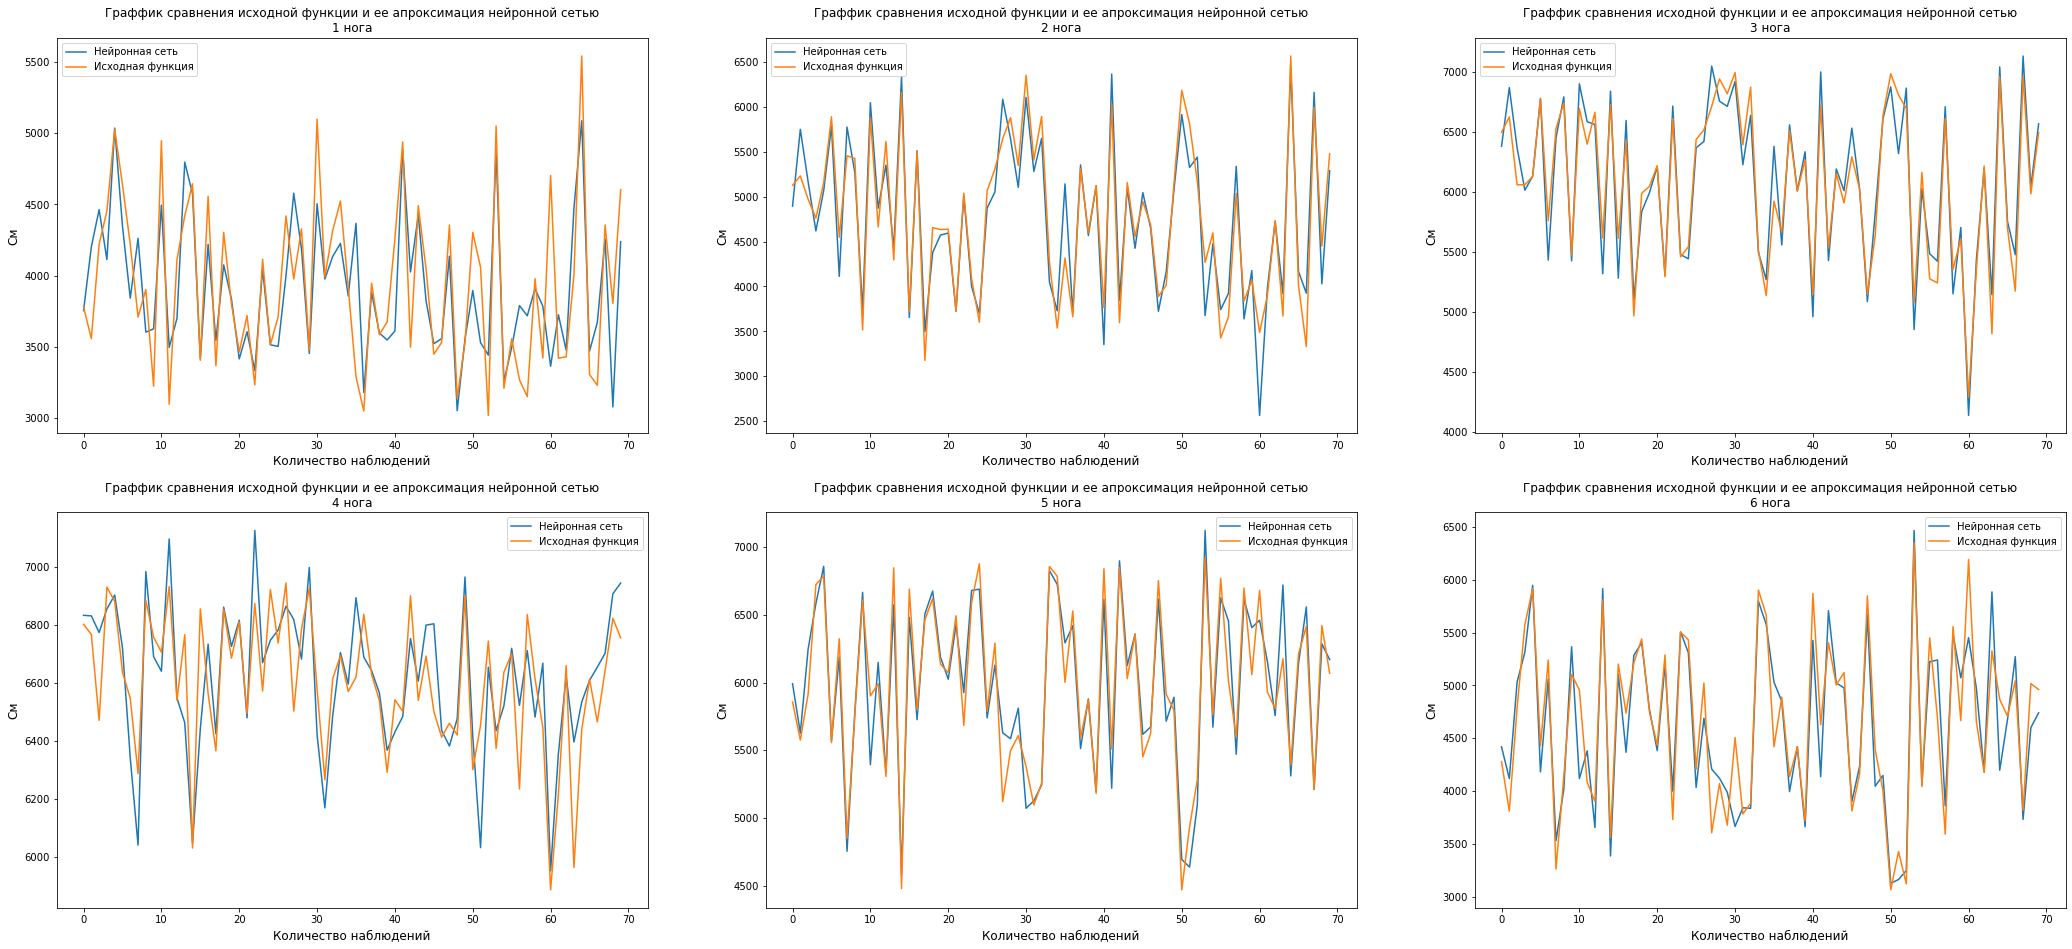 Граффик сравнения исходной функции и ее апроксимация нейронной сетью
1 нога
Нейронная сеть
Исходная функция
См
5500
5000
4500
4000
3500
3000
0 10 20 30 40 50 60 70
Количество наблюдений
Граффик сравнения исходной функции и ее апроксимация нейронной сетью
2 нога
Нейронная сеть
Исходная функция
См
6500
6000
5500
5000
4500
4000
3500
3000
2500
0 10 20 30 40 50 60 70
Количество наблюдений
Граффик сравнения исходной функции и ее апроксимация нейронной сетью
3 нога
Нейронная сеть
Исходная функция
См
7000
6500
6000
5500
5000
4500
4000
0 10 20 30 40 50 60 70
Количество наблюдений
Граффик сравнения исходной функции и ее апроксимация нейронной сетью
4 нога
Нейронная сеть
Исходная функция
См
7000
6800
6600
6400
6200
6000
0 10 20 30 40 50 60 70
Количество наблюдений
Граффик сравнения исходной функции и ее апроксимация нейронной сетью
5 нога
Нейронная сеть
Исходная функция
См
7000
6500
6000
5500
5000
4500
0 10 20 30 40 50 60 70
Количество наблюдений
Граффик сравнения исходной функции и ее апроксимация нейронной сетью
6 нога
Нейронная сеть
Исходная функция
См
6500
6000
5500
5000
4500
4000
3500
3000
0 10 20 30 40 50 60 70
Количество наблюдений